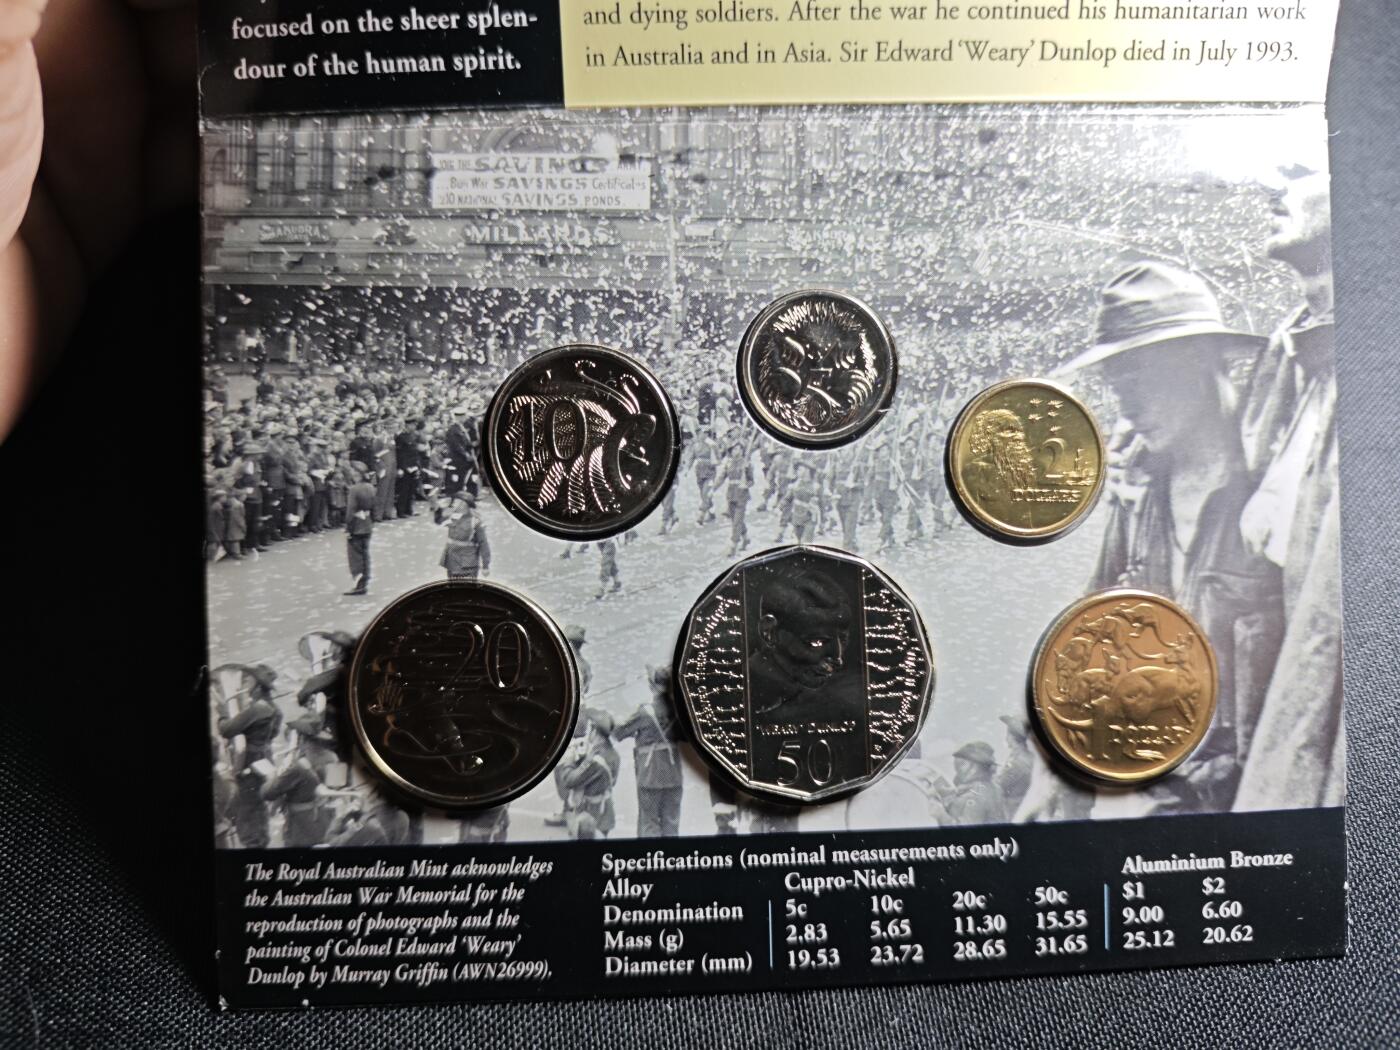 focused on the sheer splen-
dour of the human spirit.
and dying soldiers. After the war he continued his humanitarian work
in Australia and in Asia. Sir Edward ‘Weary’ Dunlop died in July 1993.
SAVINGS
Buy War SAVINGS Certificates
NATIONAL SAVINGS BONDS.
MILLARDS
10
5
2
DOLLARS
20
'WEARY' DUNLOP
50
1
DOLLAR
The Royal Australian Mint acknowledges
the Australian War Memorial for the
reproduction of photographs and the
painting of Colonel Edward ‘Weary’
Dunlop by Murray Griffin (AWN26999).
Specifications (nominal measurements only)
Alloy Cupro-Nickel Aluminium Bronze
Denomination 5c 10c 20c 50c $1 $2
Mass (g) 2.83 5.65 11.30 15.55 9.00 6.60
Diameter (mm) 19.53 23.72 28.65 31.65 25.12 20.62